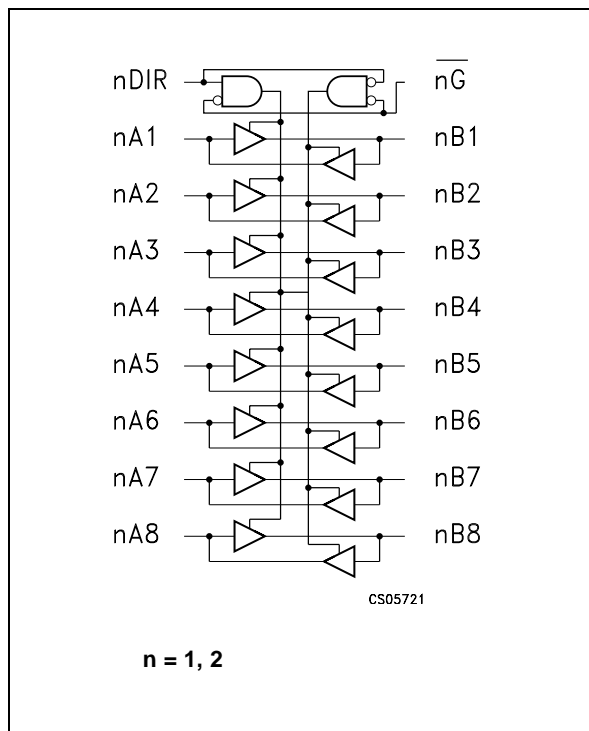 nDIR nG̅
nA1 nB1
nA2 nB2
nA3 nB3
nA4 nB4
nA5 nB5
nA6 nB6
nA7 nB7
nA8 nB8
CS05721
n = 1, 2